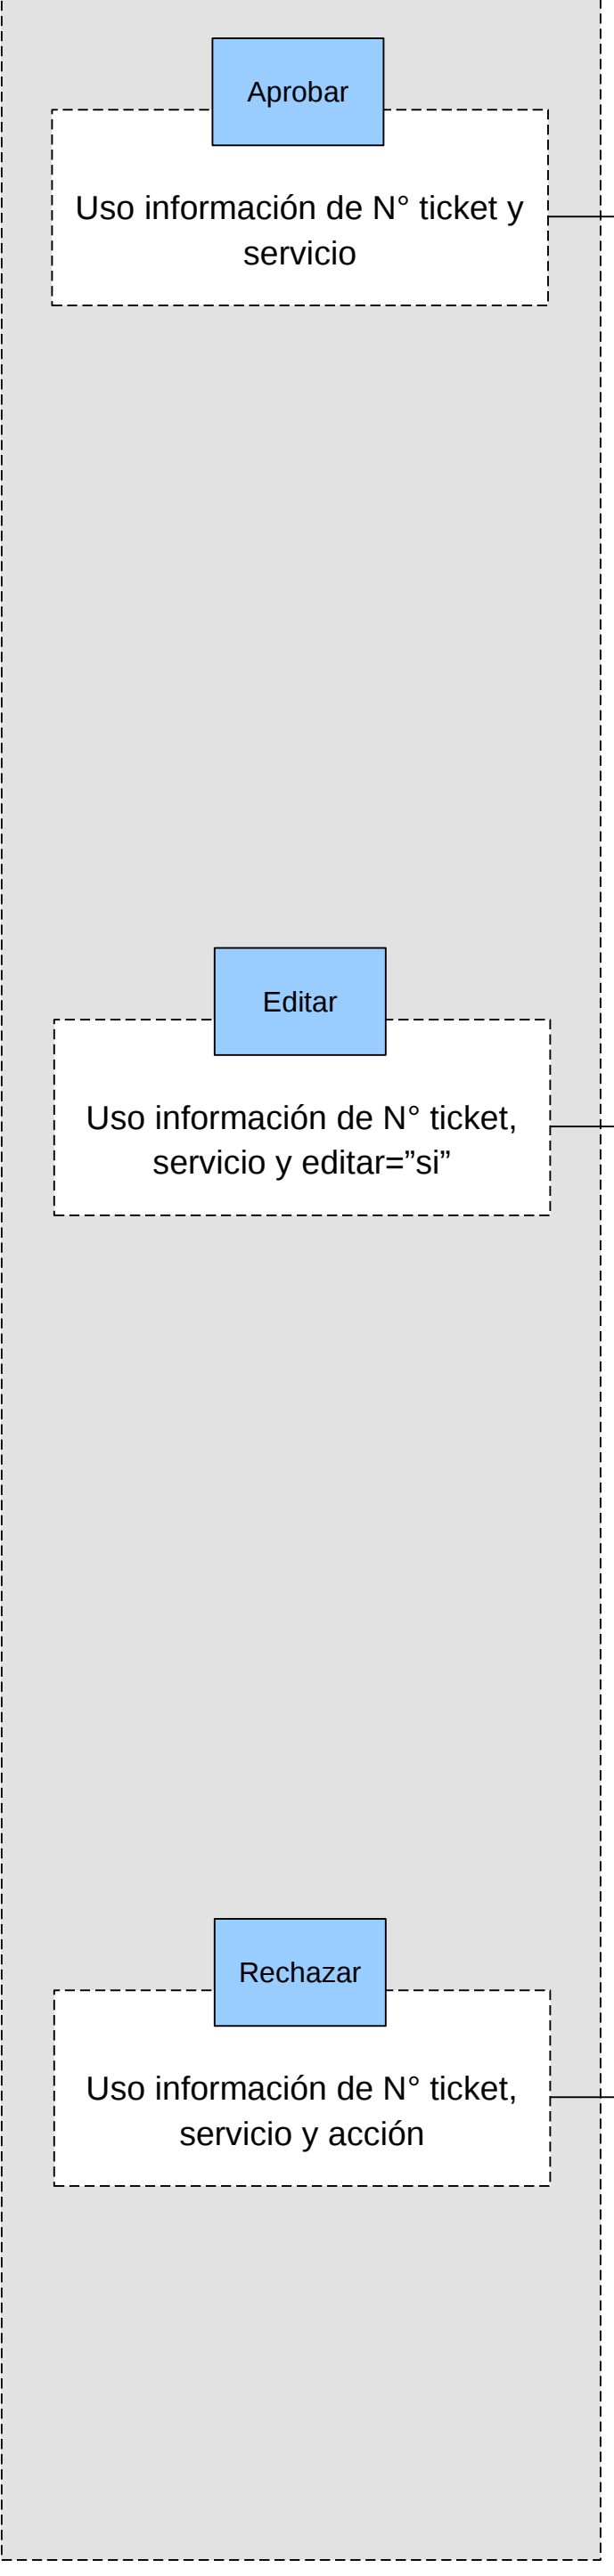 Aprobar
Uso información de N° ticket y
servicio
Editar
Uso información de N° ticket,
servicio y editar=”si”
Rechazar
Uso información de N° ticket,
servicio y acción